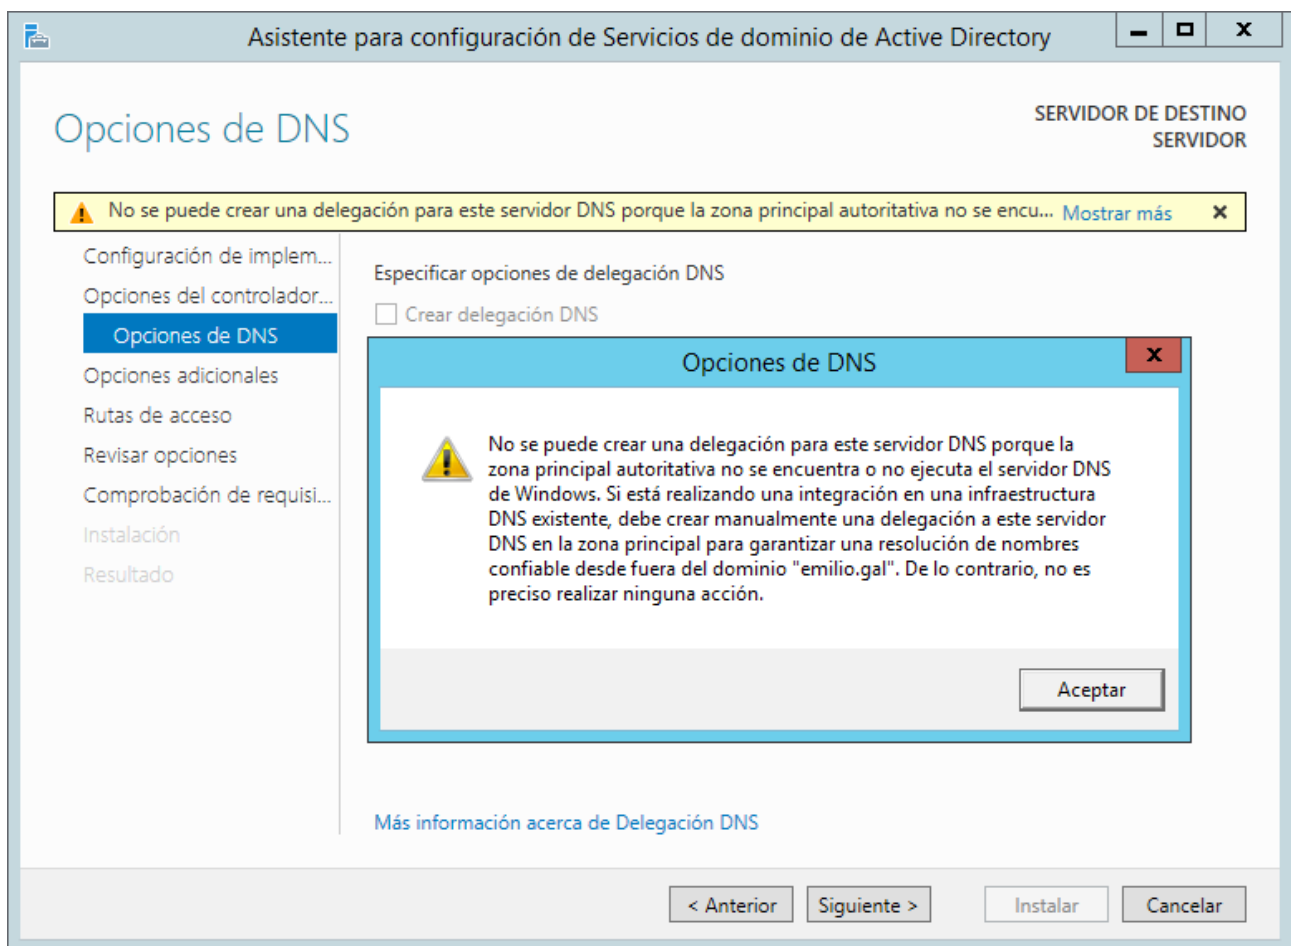 Asistente para configuración de Servicios de dominio de Active Directory
Opciones de DNS
SERVIDOR DE DESTINO
SERVIDOR
No se puede crear una delegación para este servidor DNS porque la zona principal autoritativa no se encu... Mostrar más
Configuración de implem...
Opciones del controlador...
Opciones de DNS
Opciones adicionales
Rutas de acceso
Revisar opciones
Comprobación de requisi...
Instalación
Resultado
Especificar opciones de delegación DNS
Crear delegación DNS
Opciones de DNS
No se puede crear una delegación para este servidor DNS porque la
zona principal autoritativa no se encuentra o no ejecuta el servidor DNS
de Windows. Si está realizando una integración en una infraestructura
DNS existente, debe crear manualmente una delegación a este servidor
DNS en la zona principal para garantizar una resolución de nombres
confiable desde fuera del dominio "emilio.gal". De lo contrario, no es
preciso realizar ninguna acción.
Aceptar
Más información acerca de Delegación DNS
< Anterior
Siguiente >
Instalar
Cancelar